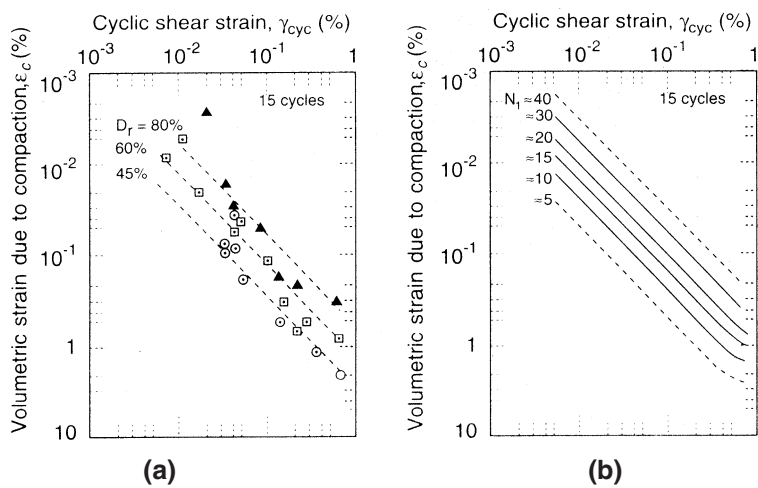 Cyclic shear strain, γcyc (%)
10-3 10-2 10-1 1
Volumetric strain due to compaction, εc (%)
10-3
10-2
10-1
1
10
15 cycles
Dr = 80%
60%
45%
(a)
Cyclic shear strain, γcyc (%)
10-3 10-2 10-1 1
Volumetric strain due to compaction, εc (%)
10-3
10-2
10-1
1
10
15 cycles
N1 ≈40
≈30
≈20
≈15
≈10
≈5
(b)